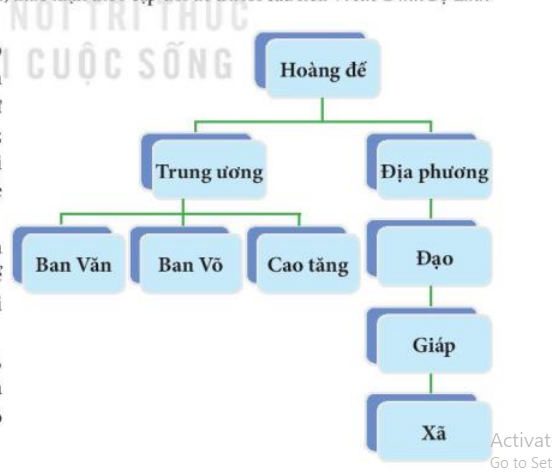 NỐI TRI THỨC
CUỘC SỐNG
Hoàng đế
Trung ương
Địa phương
Ban Văn
Ban Võ
Cao tăng
Đạo
Giáp
Xã
Activat
Go to Set